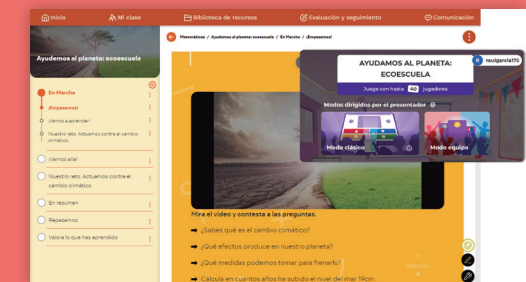 Inicio
Mi clase
Biblioteca de recursos
Evaluación y seguimiento
Comunicación
Ayudemos al planeta: ecoescuela
En Marcha
¡Empezamos!
¡Vamos a aprender!
Nuestro reto: Actuamos contra el cambio
climático
¡Vamos allá!
Nuestro reto: Actuamos contra el
cambio climático
En resumen
Repasamos
Valora lo que has aprendido
Matemáticas / Ayudemos al planeta: ecoescuela / En Marcha / ¡Empezamos!
AYUDAMOS AL PLANETA:
ECOESCUELA
R raulgarcia175
Juega con hasta 40 jugadores
Modos dirigidos por el presentador
Modo clásico
Modo equipo
Mira el vídeo y contesta a las preguntas.
➡ ¿Sabes qué es el cambio climático?
➡ ¿Qué efectos produce en nuestro planeta?
➡ ¿Qué medidas podemos tomar para frenarlo?
➡ Calcula en cuántos años ha subido el nivel del mar 19cm.